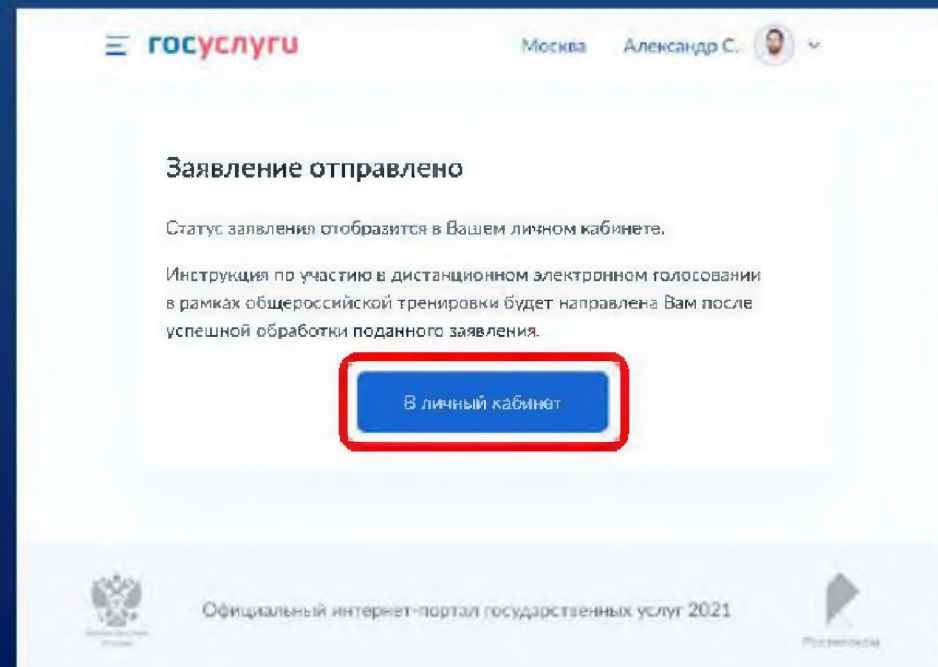 госуслуги Москва Александр С.
Заявление отправлено
Статус заявления отобразится в Вашем личном кабинете.
Инструкция по участию в дистанционном электронном голосовании
в рамках общероссийской тренировки будет направлена Вам после
успешной обработки поданного заявления.
В личный кабинет
Официальный интернет-портал государственных услуг 2021